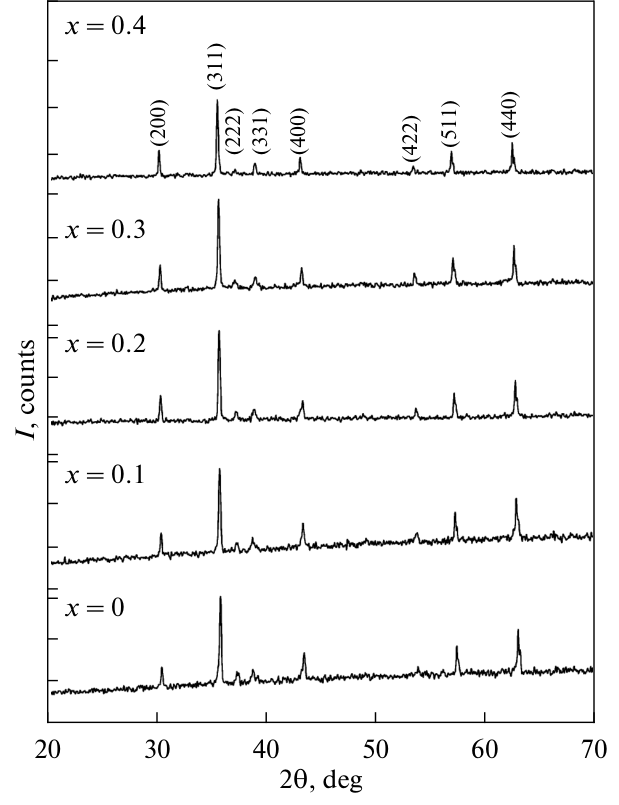 x = 0.4
(200)
(311)
(222)
(331)
(400)
(422)
(511)
(440)
x = 0.3
x = 0.2
x = 0.1
x = 0
I, counts
20 30 40 50 60 70
2θ, deg